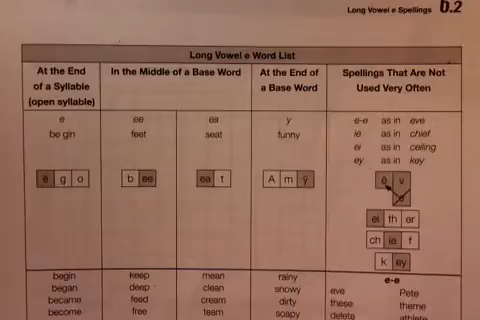 Long Vowel e Spellings D.2
Long Vowel e Word List
At the End of a Syllable (open syllable)
In the Middle of a Base Word
At the End of a Base Word
Spellings That Are Not Used Very Often
e
be gin
ee
feet
ea
seat
y
funny
e-e as in eve
ie as in chief
ei as in ceiling
ey as in key
ē g o
b ee
ea t
A m ȳ
ē v e
ei th er
ch ie f
k ey
begin keep mean rainy e-e
began deep clean snowy eve Pete
became feed cream dirty these theme
become free team soapy delete athlete